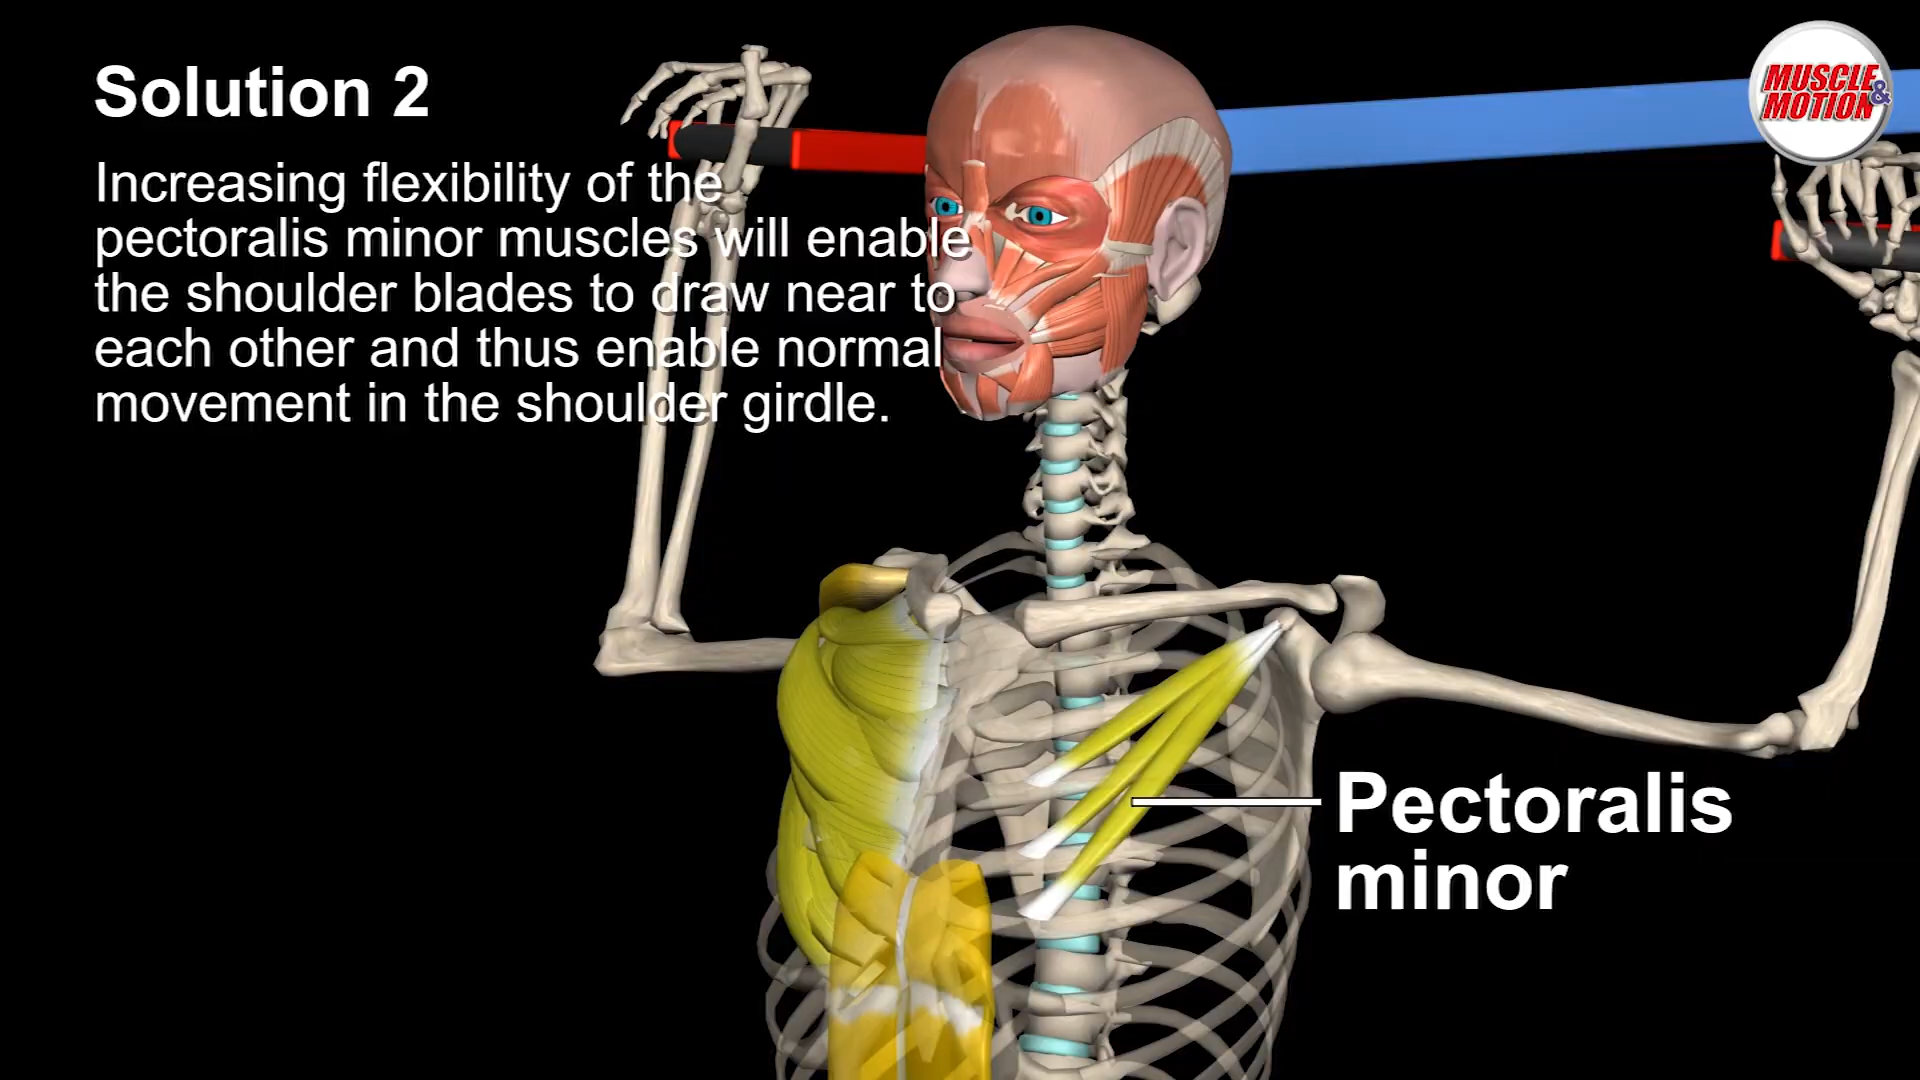 Solution 2
Increasing flexibility of the
pectoralis minor muscles will enable
the shoulder blades to draw near to
each other and thus enable normal
movement in the shoulder girdle.
MUSCLE &
MOTION
Pectoralis
minor